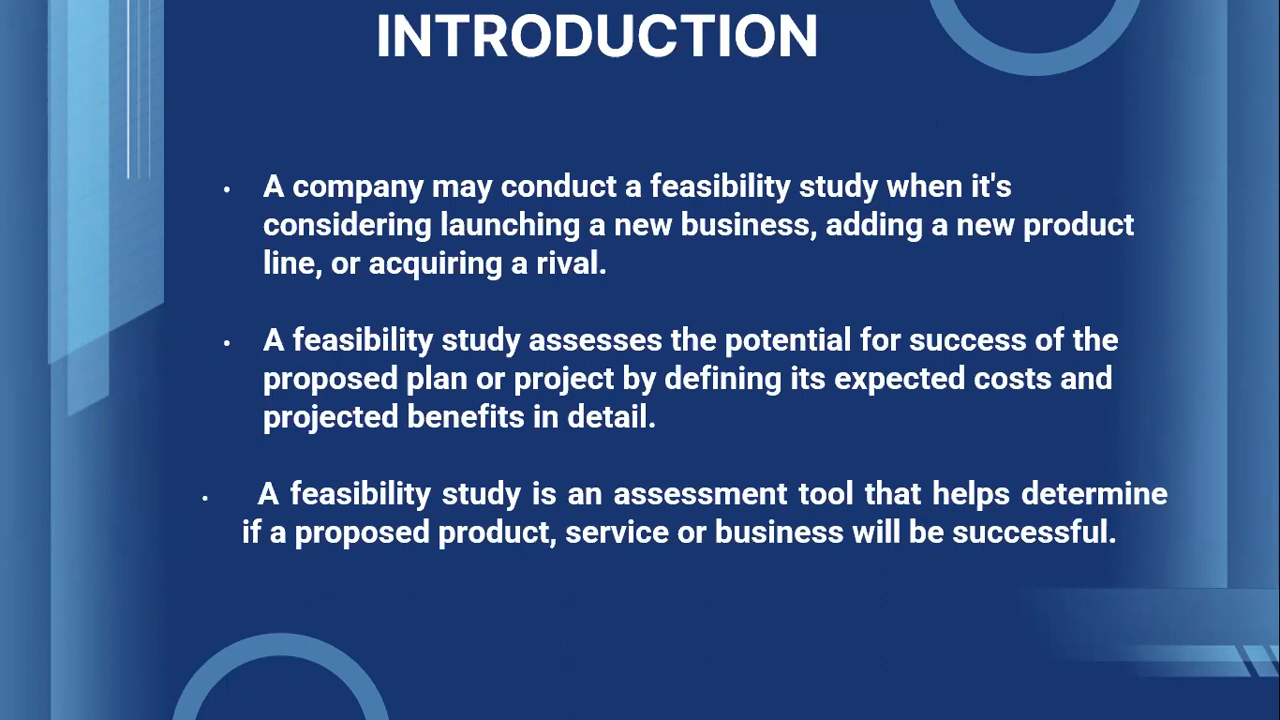 INTRODUCTION
• A company may conduct a feasibility study when it's
considering launching a new business, adding a new product
line, or acquiring a rival.
• A feasibility study assesses the potential for success of the
proposed plan or project by defining its expected costs and
projected benefits in detail.
• A feasibility study is an assessment tool that helps determine
if a proposed product, service or business will be successful.